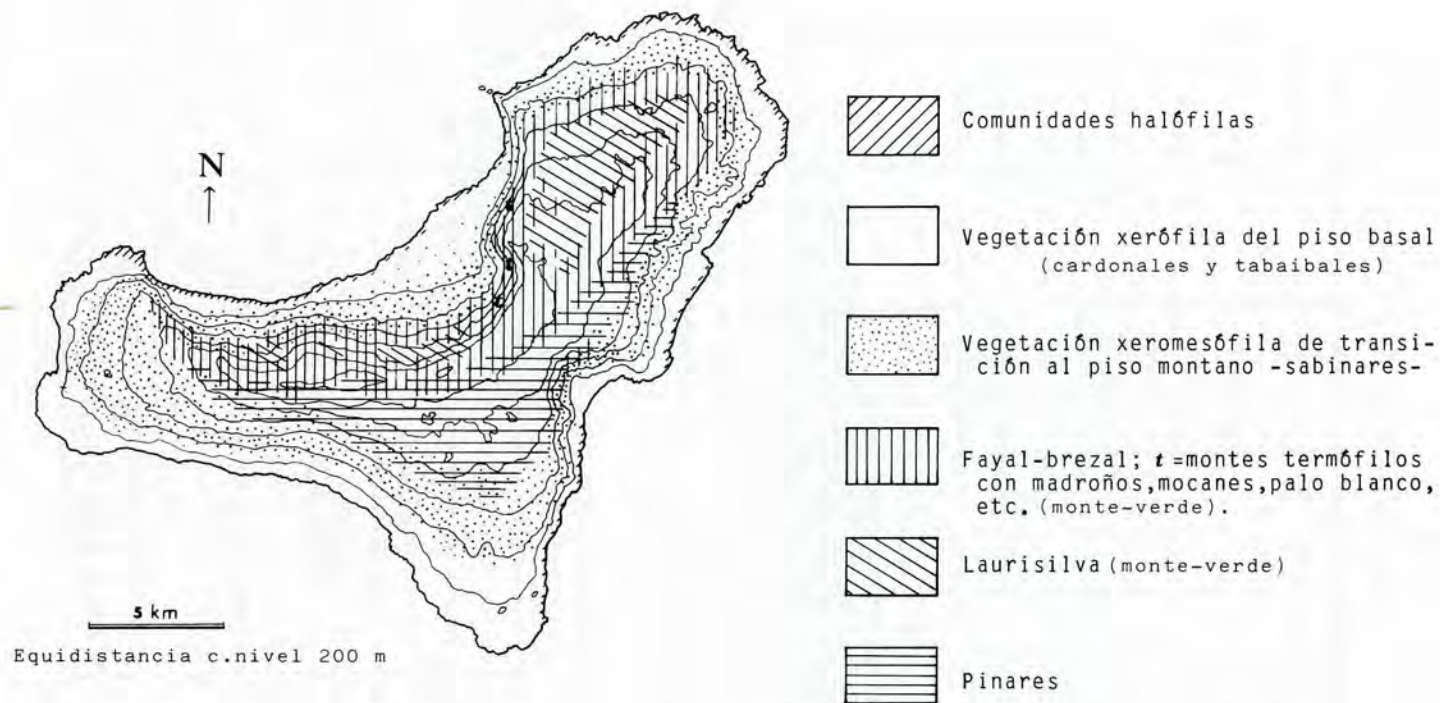 N
5 km
Equidistancia c.nivel 200 m
Comunidades halófilas
Vegetación xerófila del piso basal
(cardonales y tabaibales)
Vegetación xeromesófila de transi-
ción al piso montano -sabinares-
Fayal-brezal; t=montes termófilos
con madroños,mocanes,palo blanco,
etc. (monte-verde).
Laurisilva (monte-verde)
Pinares